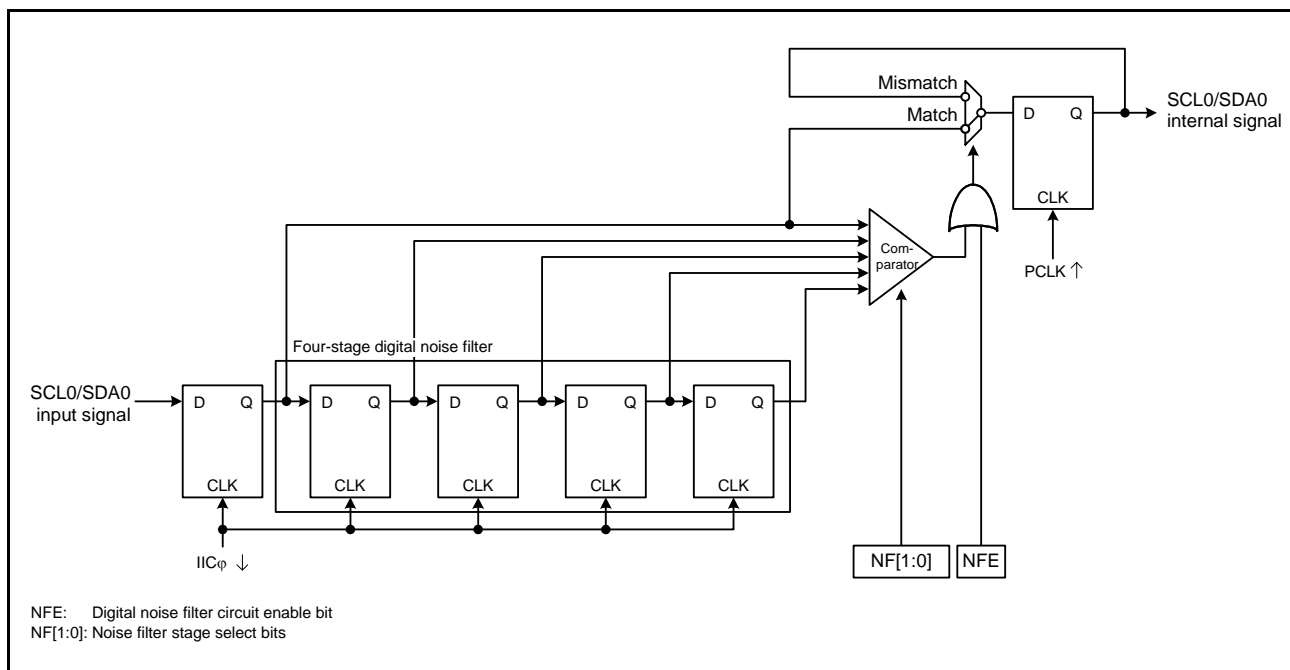 Mismatch
Match
D Q
CLK
SCL0/SDA0
internal signal
PCLK ↑
Com-
parator
Four-stage digital noise filter
SCL0/SDA0
input signal
D Q
CLK
D Q
CLK
D Q
CLK
D Q
CLK
D Q
CLK
IICφ ↓
NF[1:0]
NFE
NFE: Digital noise filter circuit enable bit
NF[1:0]: Noise filter stage select bits